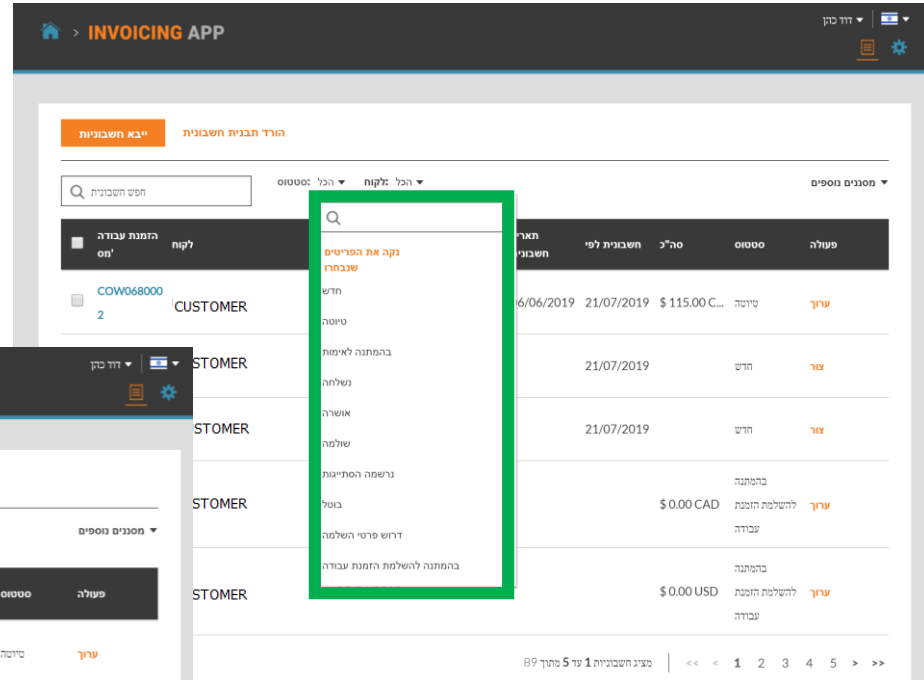 > INVOICING APP
דוד כהן
ייבא חשבוניות
הורד תבנית חשבונית
חפש חשבונית
סטטוס: הכל
לקוח: הכל
מסננים נוספים
הזמנת עבודה
מס'
לקוח
חשבונית לפי
סה"כ
סטטוס
פעולה
נקה את הפריטים
שנבחרו
חדש
טיוטה
בהמתנה לאימות
נשלחה
אושרה
שולמה
נרשמה הסתייגות
בוטל
דרוש פרטי השלמה
בהמתנה להשלמת הזמנת עבודה
COW068000
2
CUSTOMER
6/06/2019
21/07/2019
$ 115.00 C...
טיוטה
ערוך
STOMER
21/07/2019
חדש
צור
STOMER
21/07/2019
חדש
צור
STOMER
$ 0.00 CAD
בהמתנה
להשלמת הזמנת
עבודה
ערוך
STOMER
$ 0.00 USD
בהמתנה
להשלמת הזמנת
עבודה
ערוך
מציג חשבוניות 1 עד 5 מתוך 89
<< < 1 2 3 4 5 > >>
דוד כהן
מסננים נוספים
סטטוס
פעולה
טיוטה
ערוך